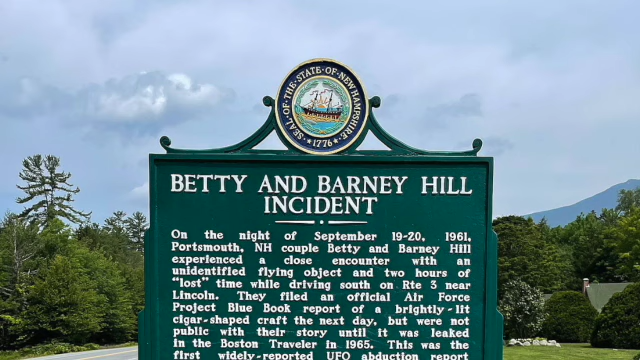 SEAL·OF·THE·STATE·OF·NEW·HAMPSHIRE
★1776★
BETTY AND BARNEY HILL
INCIDENT
On the night of September 19-20, 1961,
Portsmouth, NH couple Betty and Barney Hill
experienced a close encounter with an
unidentified flying object and two hours of
"lost" time while driving south on Rte 3 near
Lincoln. They filed an official Air Force
Project Blue Book report of a brightly-lit
cigar-shaped craft the next day, but were not
public with their story until it was leaked
in the Boston Traveler in 1965. This was the
first widely-reported UFO abduction report